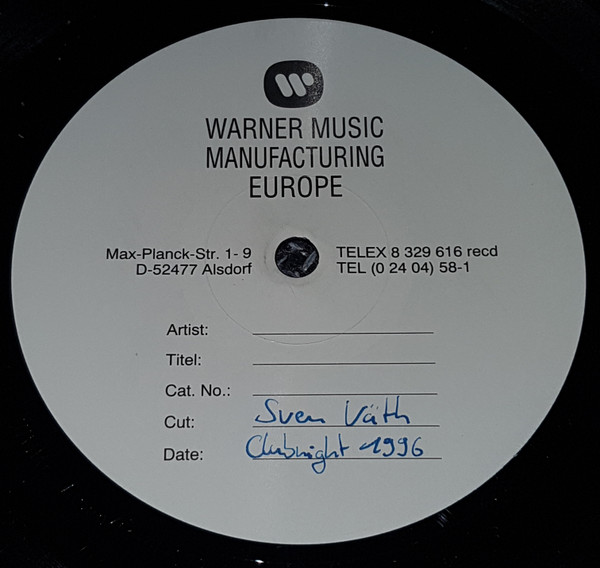 WARNER MUSIC
MANUFACTURING
EUROPE
Max-Planck-Str. 1-9
D-52477 Alsdorf
TELEX 8 329 616 recd
TEL (0 24 04) 58-1
Artist:
Titel:
Cat. No.:
Cut: Sven Väth
Date: Clubnight 1996